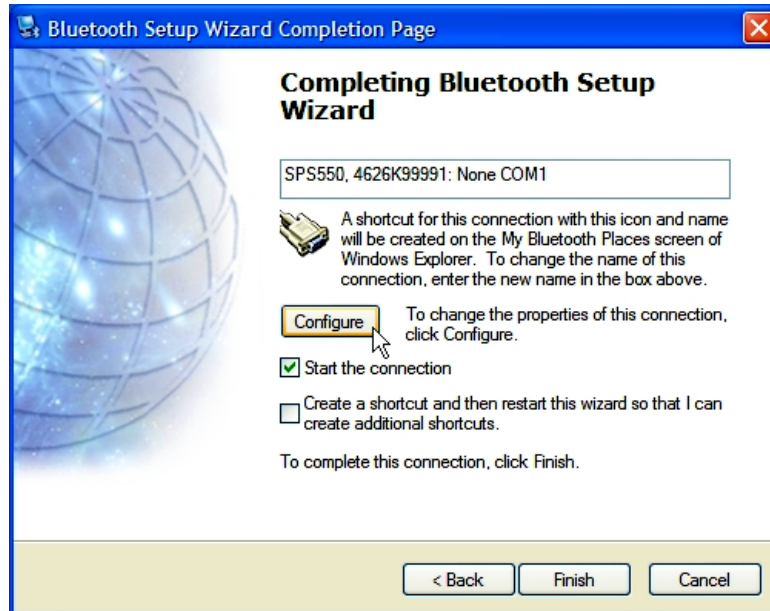 Bluetooth Setup Wizard Completion Page
Completing Bluetooth Setup
Wizard
SPS550, 4626K99991: None COM1
A shortcut for this connection with this icon and name
will be created on the My Bluetooth Places screen of
Windows Explorer. To change the name of this
connection, enter the new name in the box above.
Configure
To change the properties of this connection,
click Configure.
Start the connection
Create a shortcut and then restart this wizard so that I can
create additional shortcuts.
To complete this connection, click Finish.
< Back
Finish
Cancel